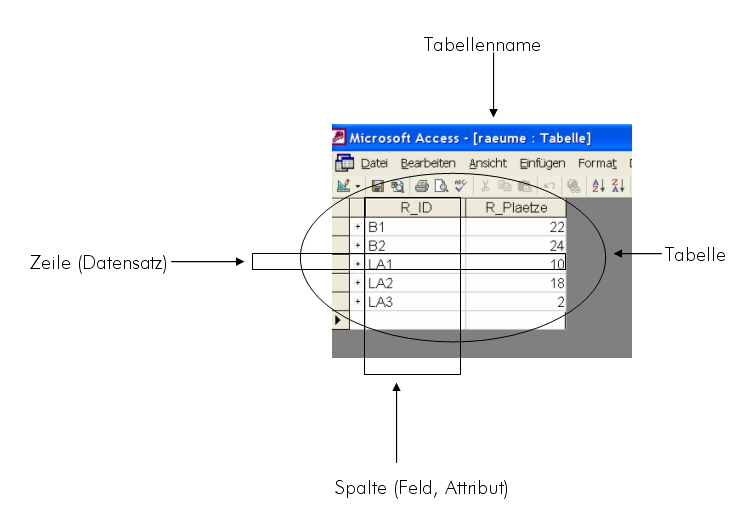 Tabellenname
Microsoft Access - [raeume : Tabelle]
Datei Bearbeiten Ansicht Einfügen Format
R_ID R_Plaetze
B1 22
B2 24
Zeile (Datensatz) LA1 10 Tabelle
LA2 18
LA3 2
Spalte (Feld, Attribut)